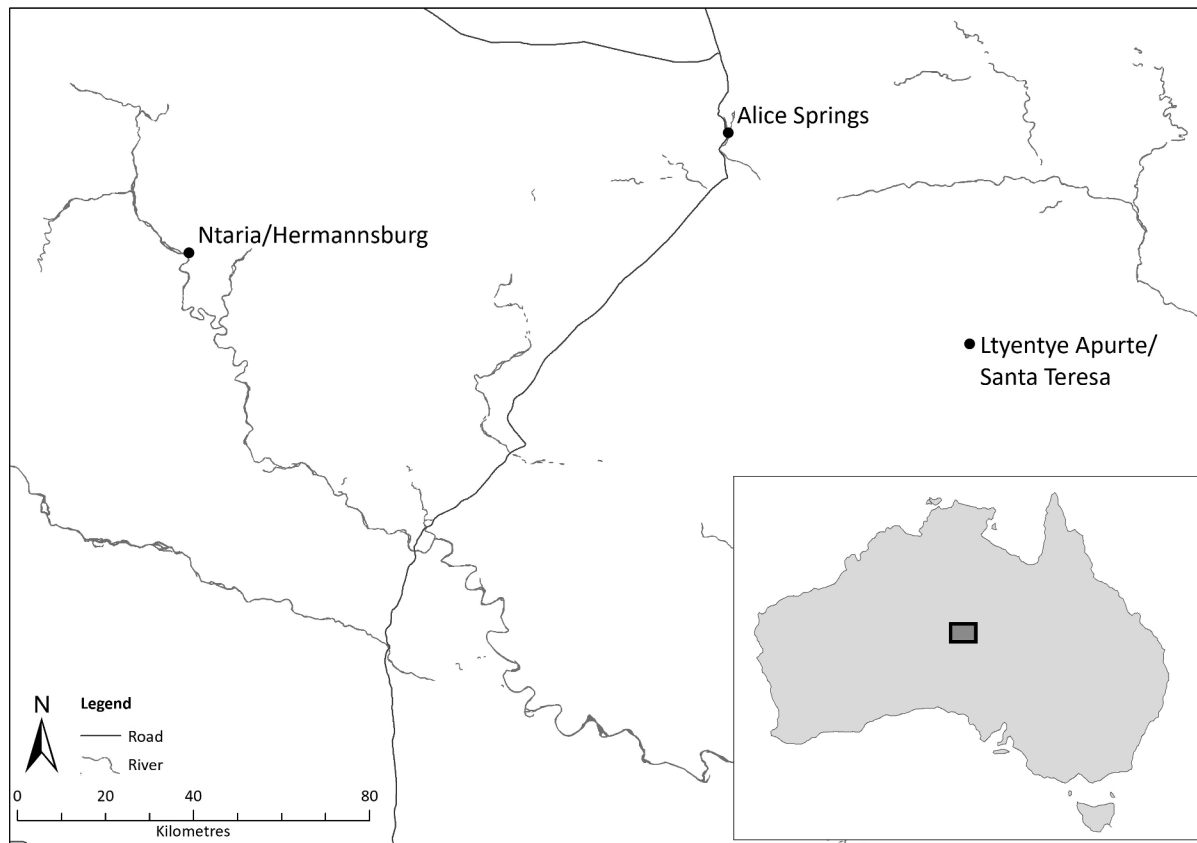 Alice Springs
Ntaria/Hermannsburg
Ltyentye Apurte/
Santa Teresa
N
Legend
Road
River
0 20 40 80
Kilometres